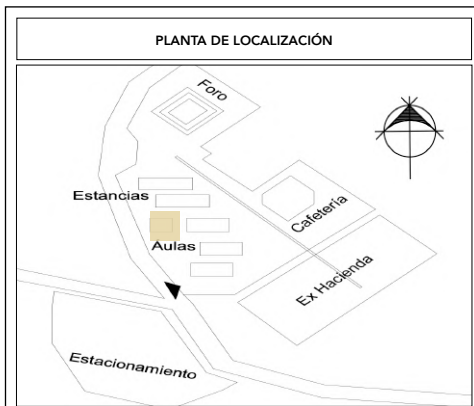 PLANTA DE LOCALIZACIÓN
Foro
Estancias
Cafetería
Aulas
Ex Hacienda
Estacionamiento